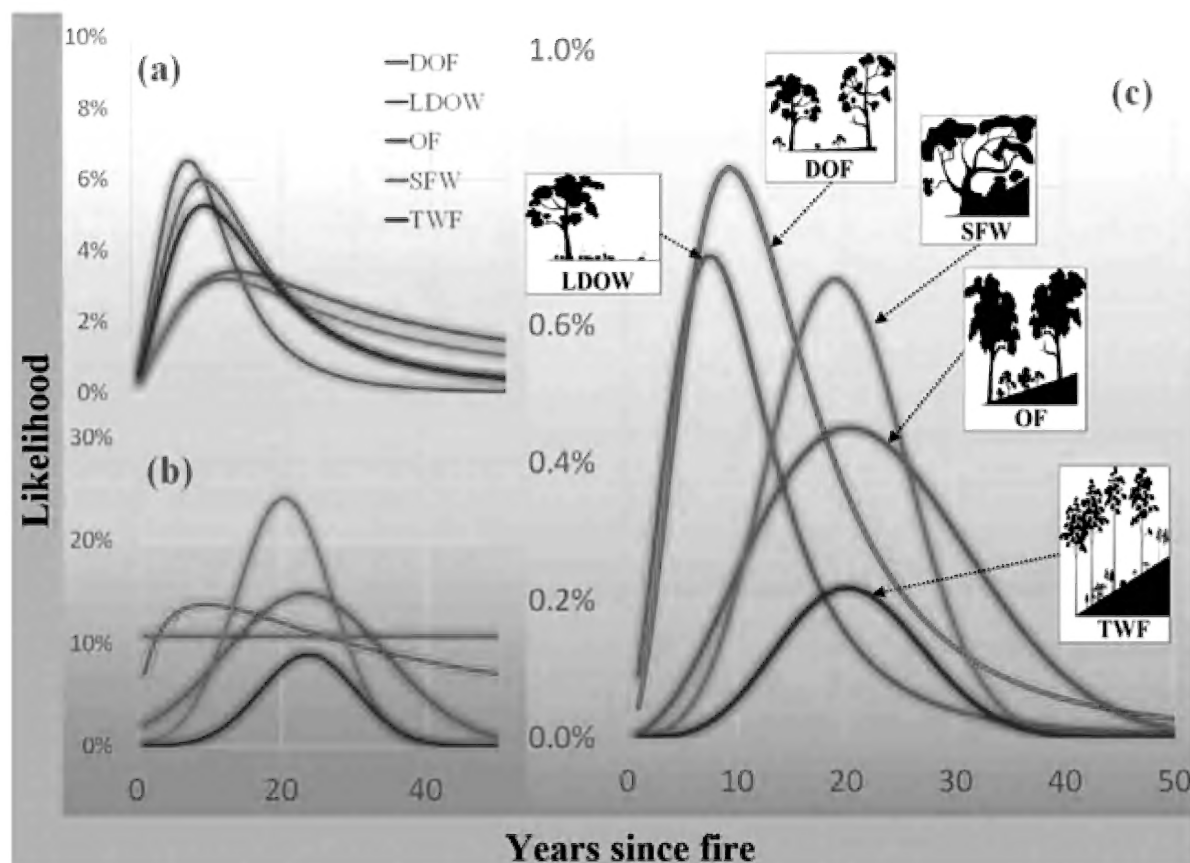 Likelihood
10%
8%
6%
4%
2%
0%
(a)
DOF
LDOW
OF
SFW
TWF
30%
20%
10%
0%
(b)
0
20
40
1.0%
0.6%
0.4%
0.2%
0.0%
(c)
LDOW
DOF
SFW
OF
TWF
0
10
20
30
40
50
Years since fire